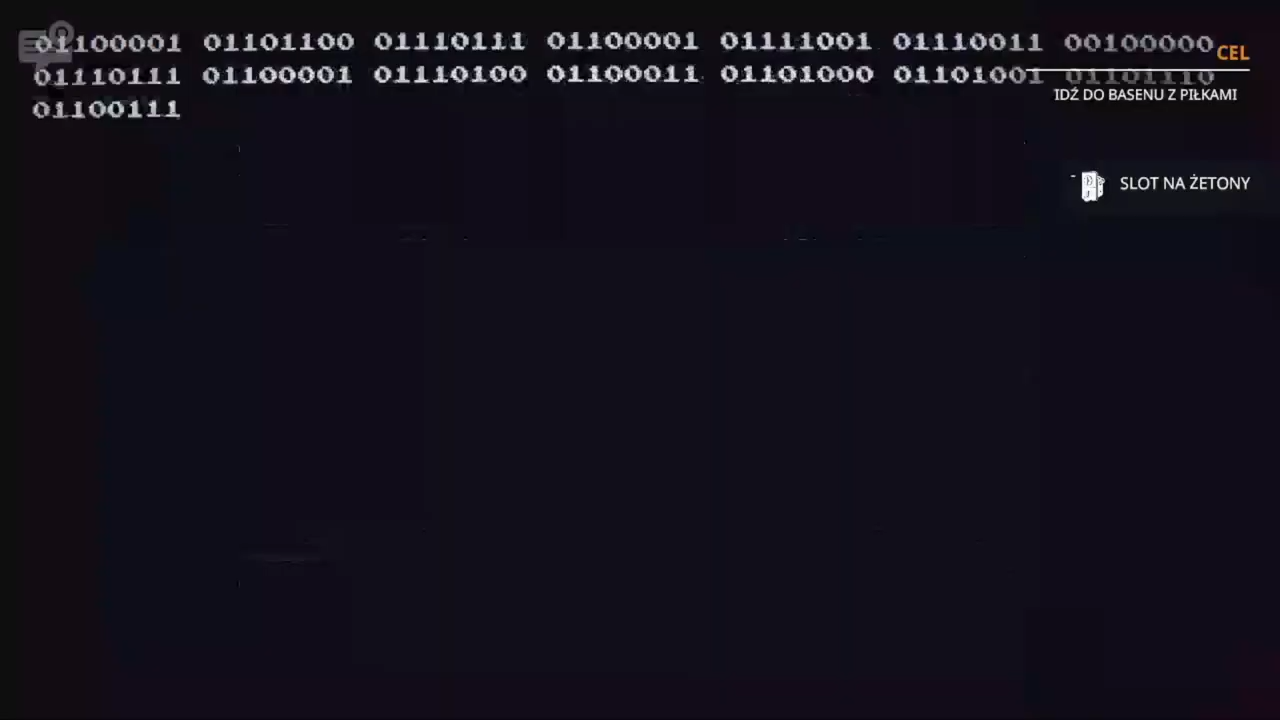 01100001 01101100 01110111 01100001 01111001 01110011 00100000
01110111 01100001 01110100 01100011 01101000 01101001 01101110
01100111
CEL
IDŹ DO BASENU Z PIŁKAMI
SLOT NA ŻETONY